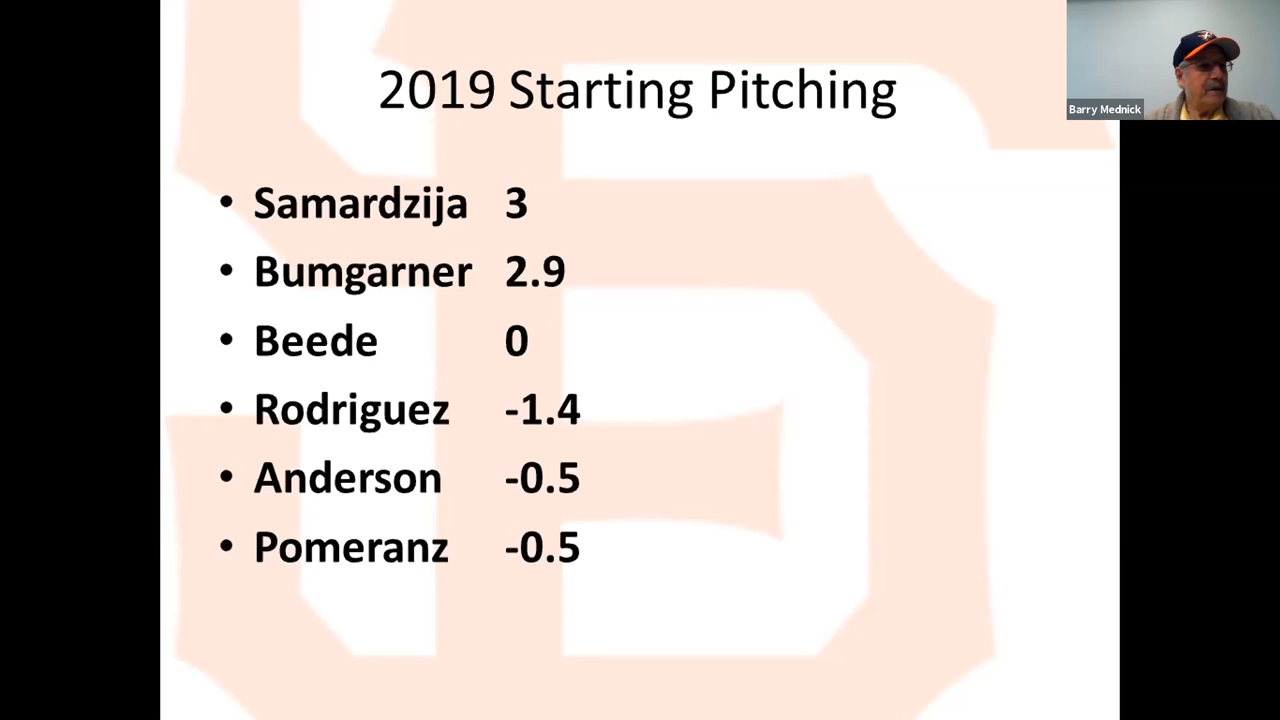 2019 Starting Pitching
Barry Mednick
• Samardzija 3
• Bumgarner 2.9
• Beede 0
• Rodriguez -1.4
• Anderson -0.5
• Pomeranz -0.5